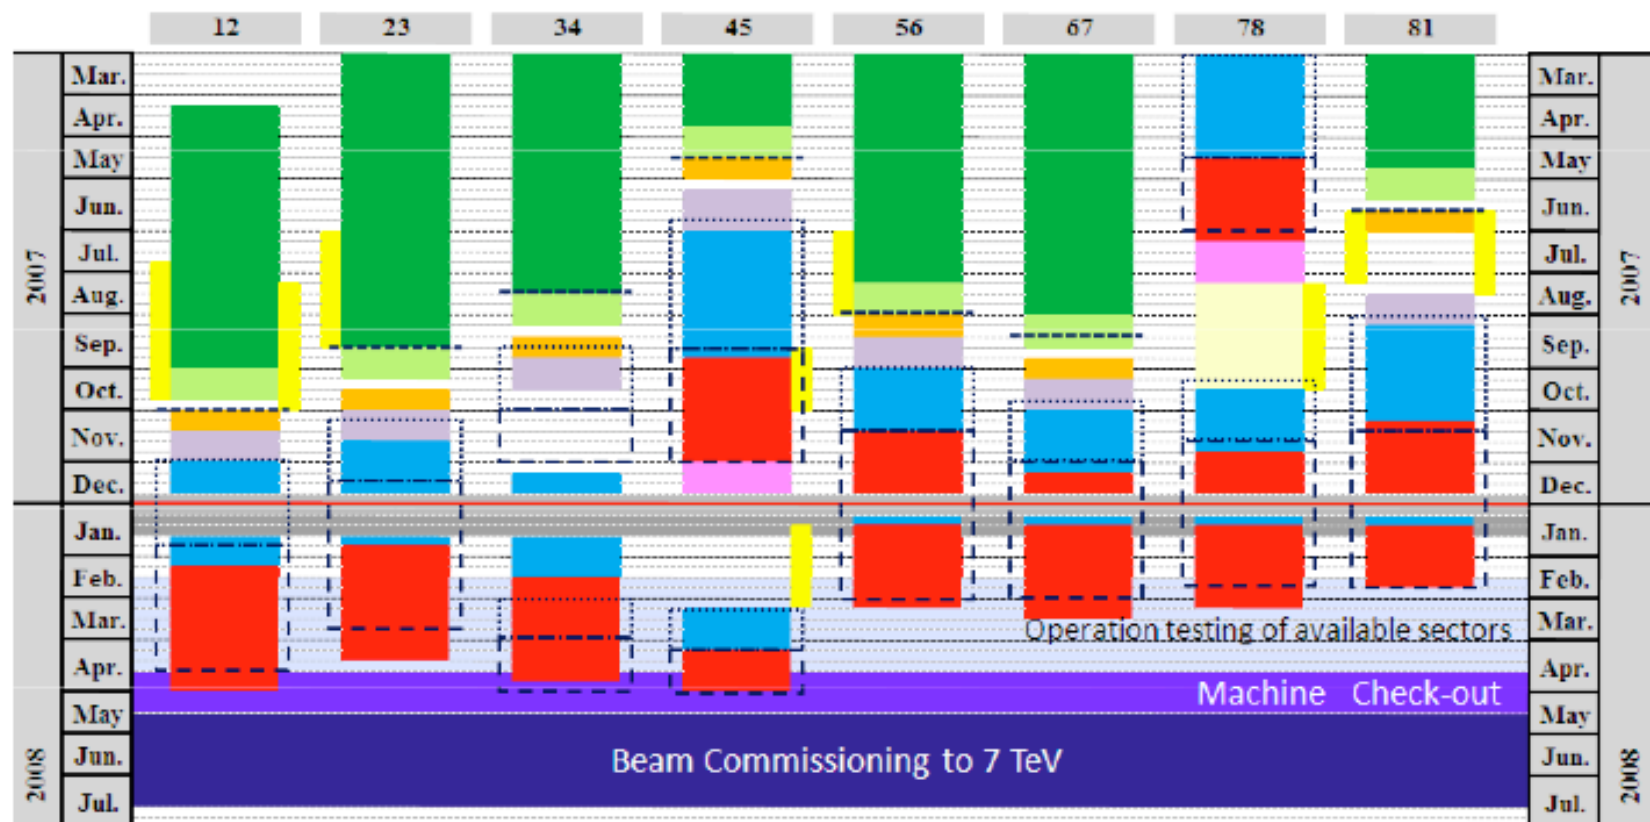 12 23 34 45 56 67 78 81
2007
Mar. Mar.
Apr. Apr.
May May
Jun. Jun.
Jul. Jul.
Aug. Aug.
Sep. Sep.
Oct. Oct.
Nov. Nov.
Dec. Dec.
2007
2008
Jan. Jan.
Feb. Feb.
Mar. Mar.
Operation testing of available sectors
Apr. Apr.
Machine Check-out
May May
Jun. Jun.
Beam Commissioning to 7 TeV
Jul. Jul.
2008